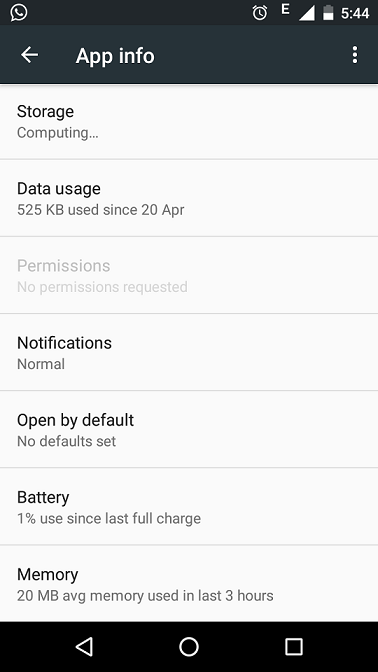 E 5:44
App info
Storage
Computing...
Data usage
525 KB used since 20 Apr
Permissions
No permissions requested
Notifications
Normal
Open by default
No defaults set
Battery
1% use since last full charge
Memory
20 MB avg memory used in last 3 hours